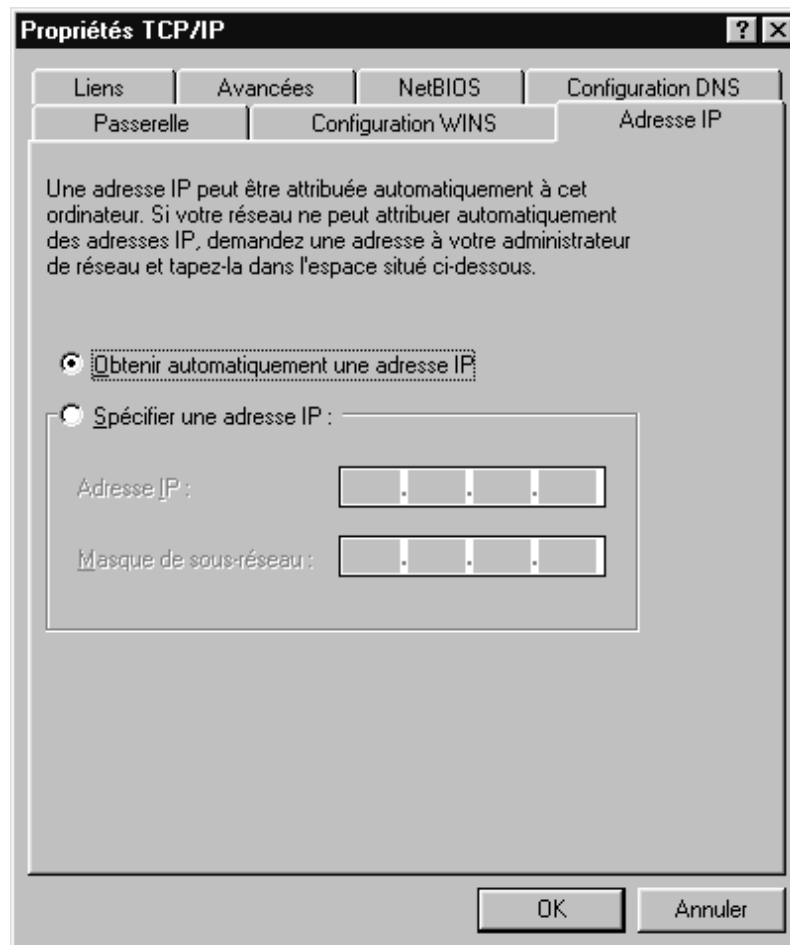 Propriétés TCP/IP
Liens Avancées NetBIOS Configuration DNS
Passerelle Configuration WINS Adresse IP
Une adresse IP peut être attribuée automatiquement à cet
ordinateur. Si votre réseau ne peut attribuer automatiquement
des adresses IP, demandez une adresse à votre administrateur
de réseau et tapez-la dans l'espace situé ci-dessous.
Obtenir automatiquement une adresse IP
Spécifier une adresse IP :
Adresse IP :
Masque de sous-réseau :
OK Annuler